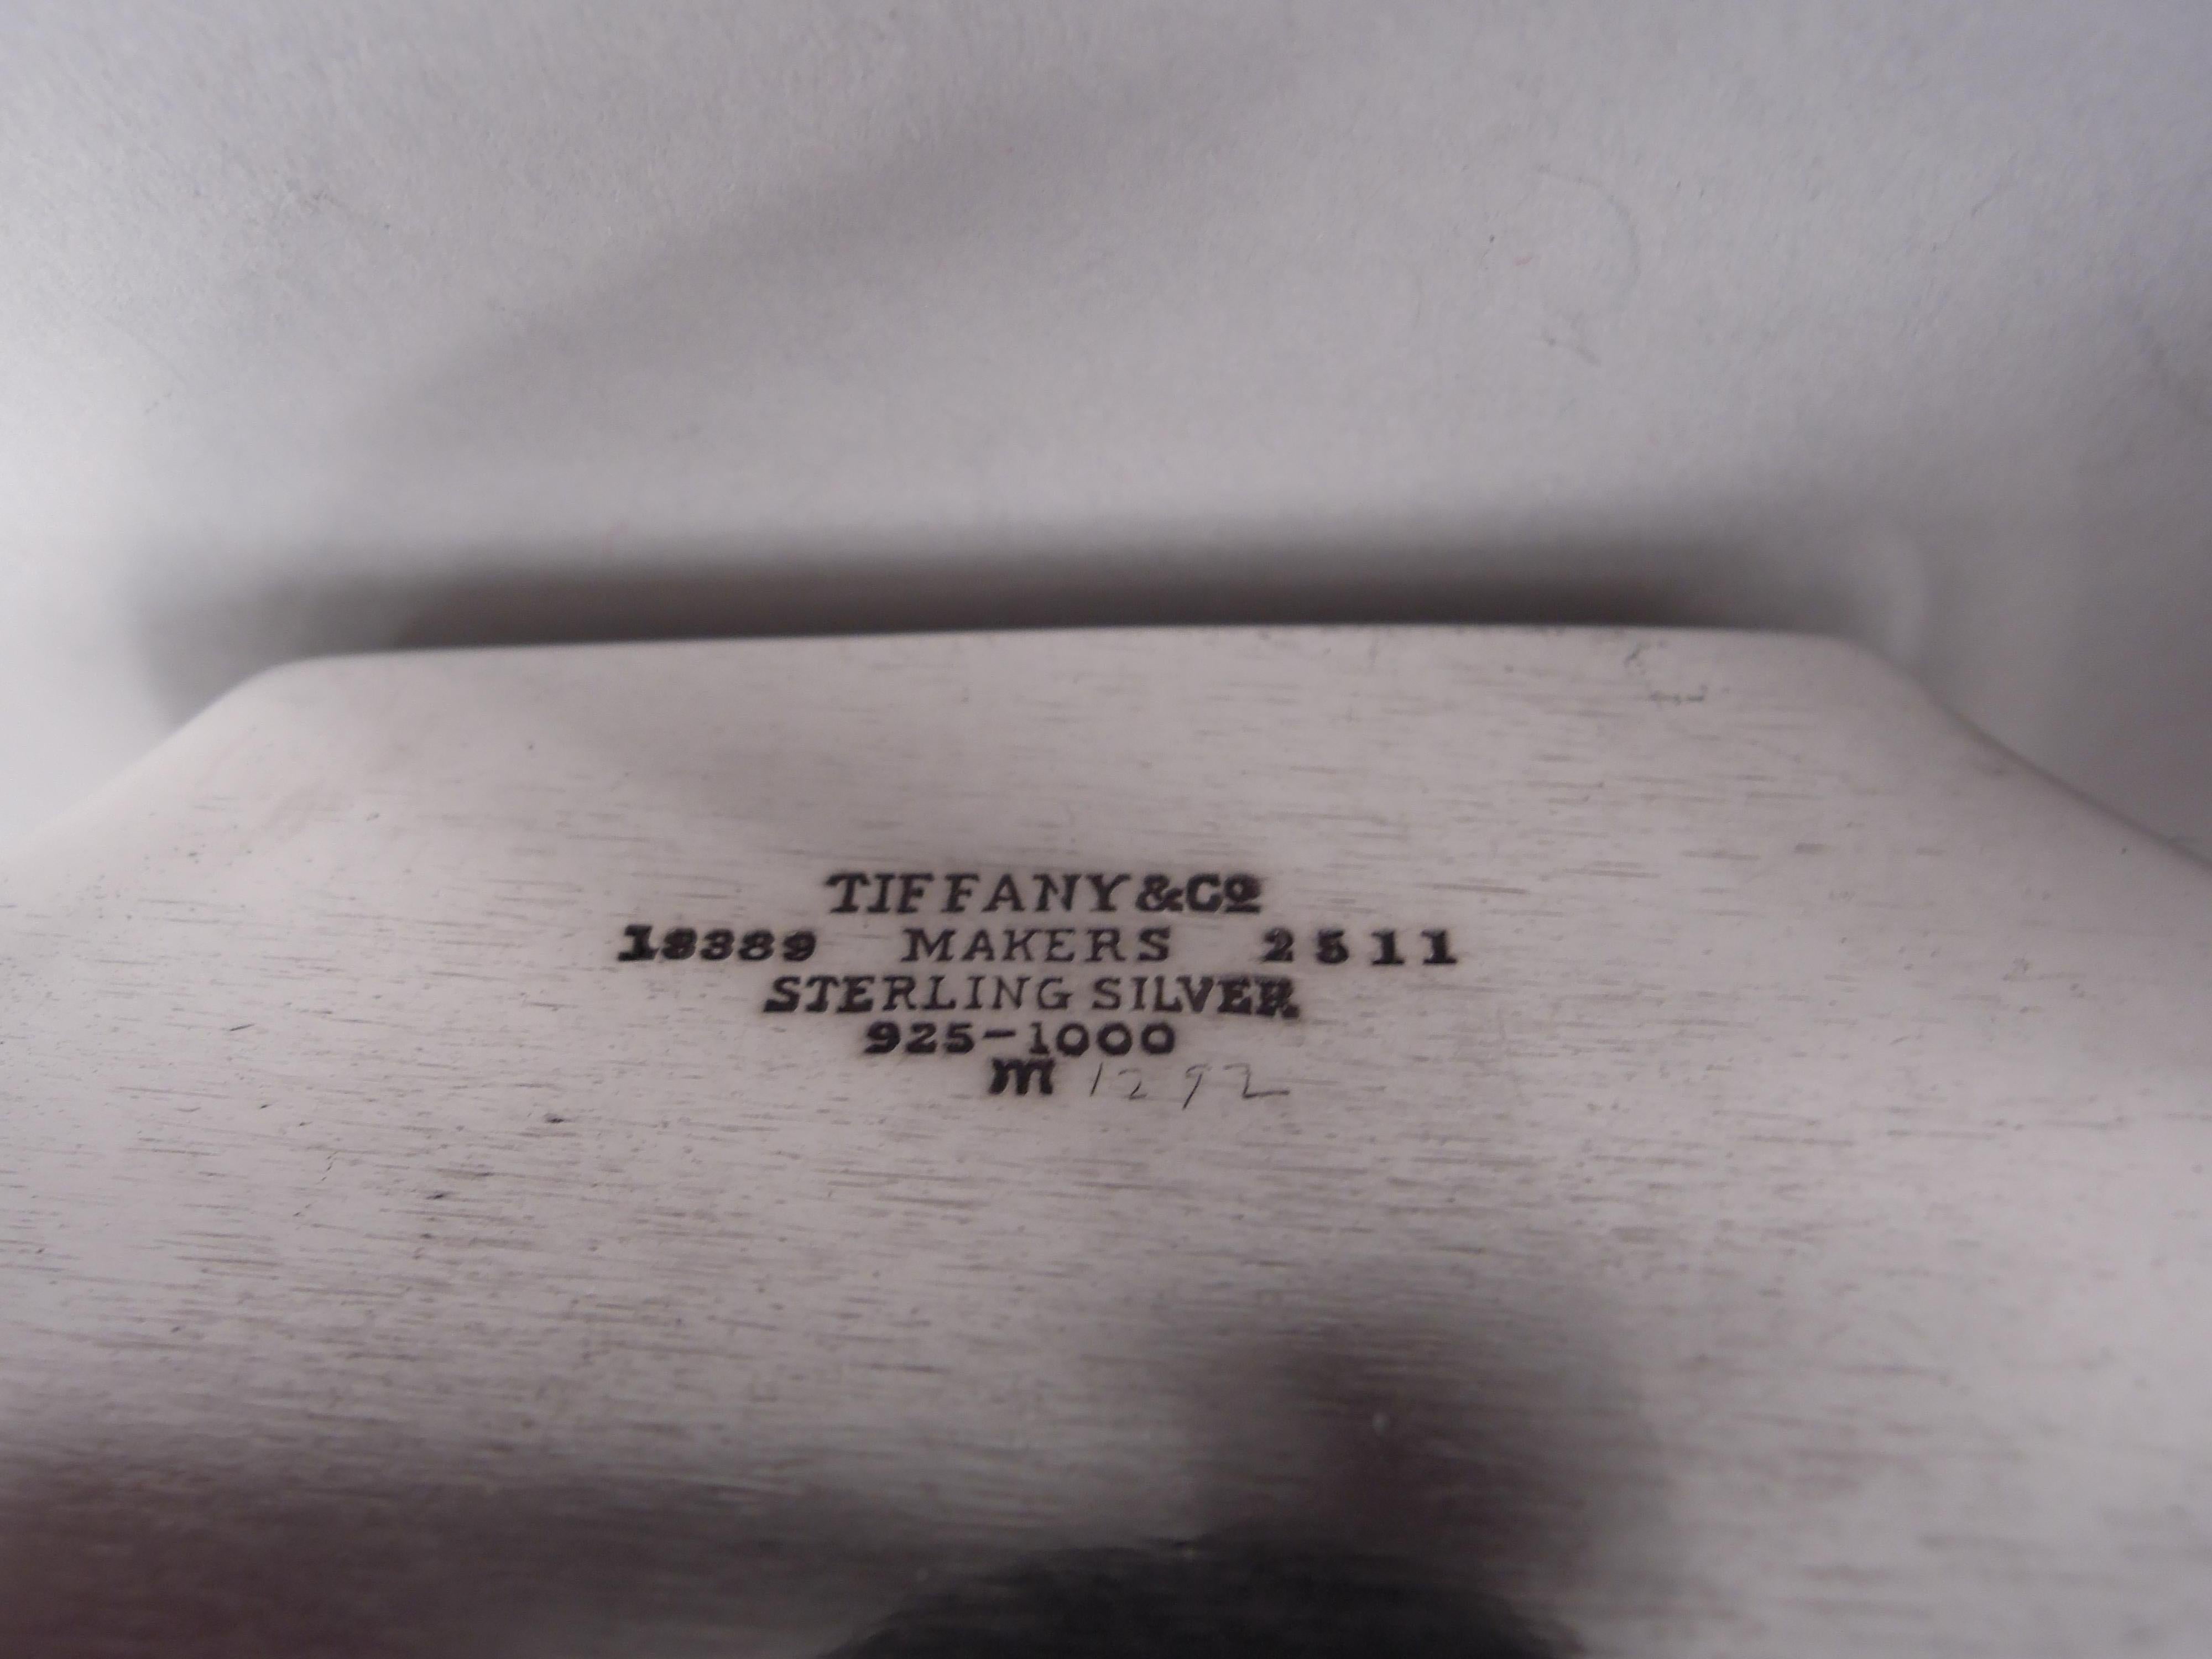 TIFFANY & Cº
18389 MAKERS 2511
STERLING SILVER
925-1000
m 1292